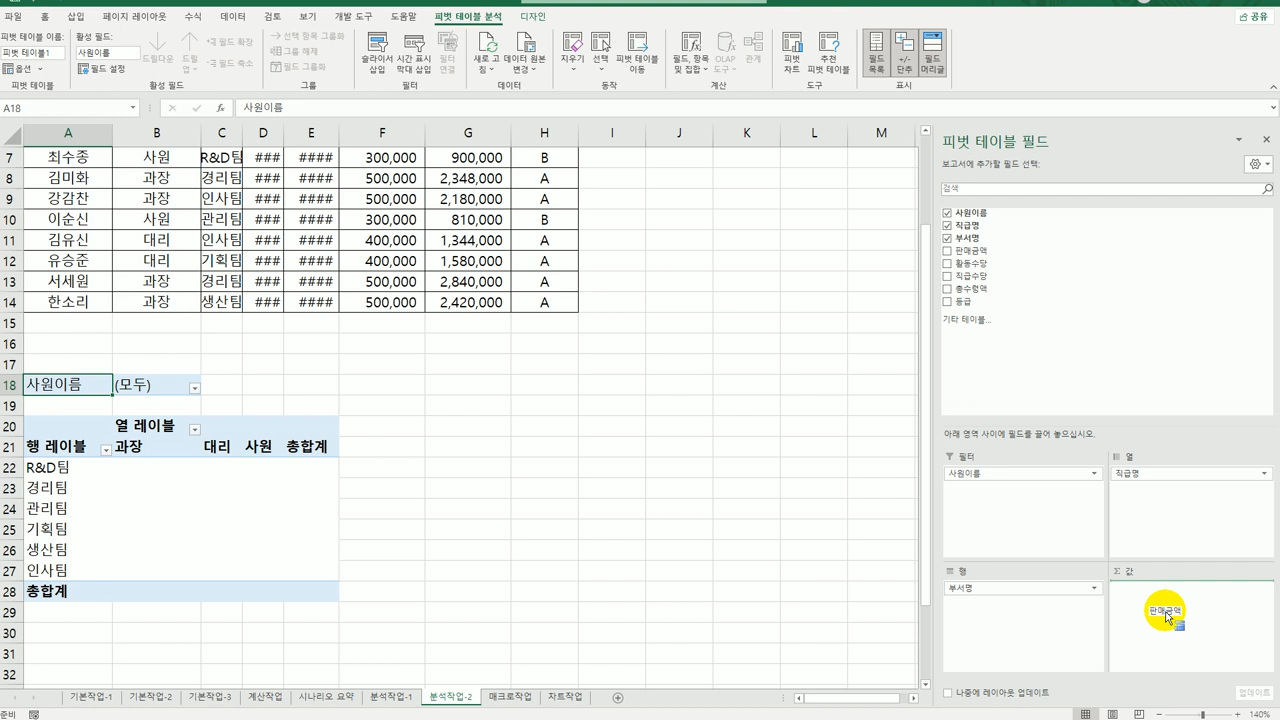 파일 홈 삽입 페이지 레이아웃 수식 데이터 검토 보기 개발 도구 도움말 피벗 테이블 분석 디자인 공유
피벗 테이블 이름: 활성 필드:
피벗 테이블1 사원이름
옵션 필드 설정
드릴다운 드릴업 필드 확장 필드 축소
선택 항목 그룹화
그룹 해제
필드 그룹화
슬라이서 삽입 시간 표시 막대 삽입 필터 연결
새로 고침 데이터 원본 변경
지우기 선택 피벗 테이블 이동
필드, 항목 및 집합 OLAP 도구 관계
피벗 차트 추천 피벗 테이블
필드 목록 +/- 단추 필드 머리글
피벗 테이블 활성 필드 그룹 필터 데이터 동작 계산 도구 표시
A18 fx 사원이름
A B C D E F G H I J K L M
7 최수종 사원 R&D팀 ### #### 300,000 900,000 B
8 김미화 과장 경리팀 ### #### 500,000 2,348,000 A
9 강감찬 과장 인사팀 ### #### 500,000 2,180,000 A
10 이순신 사원 관리팀 ### #### 300,000 810,000 B
11 김유신 대리 인사팀 ### #### 400,000 1,344,000 A
12 유승준 대리 기획팀 ### #### 400,000 1,580,000 A
13 서세원 과장 경리팀 ### #### 500,000 2,840,000 A
14 한소리 과장 생산팀 ### #### 500,000 2,420,000 A
15
16
17
18 사원이름 (모두)
19
20 열 레이블
21 행 레이블 과장 대리 사원 총합계
22 R&D팀
23 경리팀
24 관리팀
25 기획팀
26 생산팀
27 인사팀
28 총합계
29
30
31
32
피벗 테이블 필드
보고서에 추가할 필드 선택:
검색
사원이름
직급명
부서명
판매금액
활동수당
직급수당
총수령액
등급
기타 테이블...
아래 영역 사이에 필드를 끌어 놓으십시오.
필터 열
사원이름 직급명
행 Σ 값
부서명 판매금액
나중에 레이아웃 업데이트 업데이트
기본작업-1 기본작업-2 기본작업-3 계산작업 시나리오 요약 분석작업-1 분석작업-2 매크로작업 차트작업
준비 140%